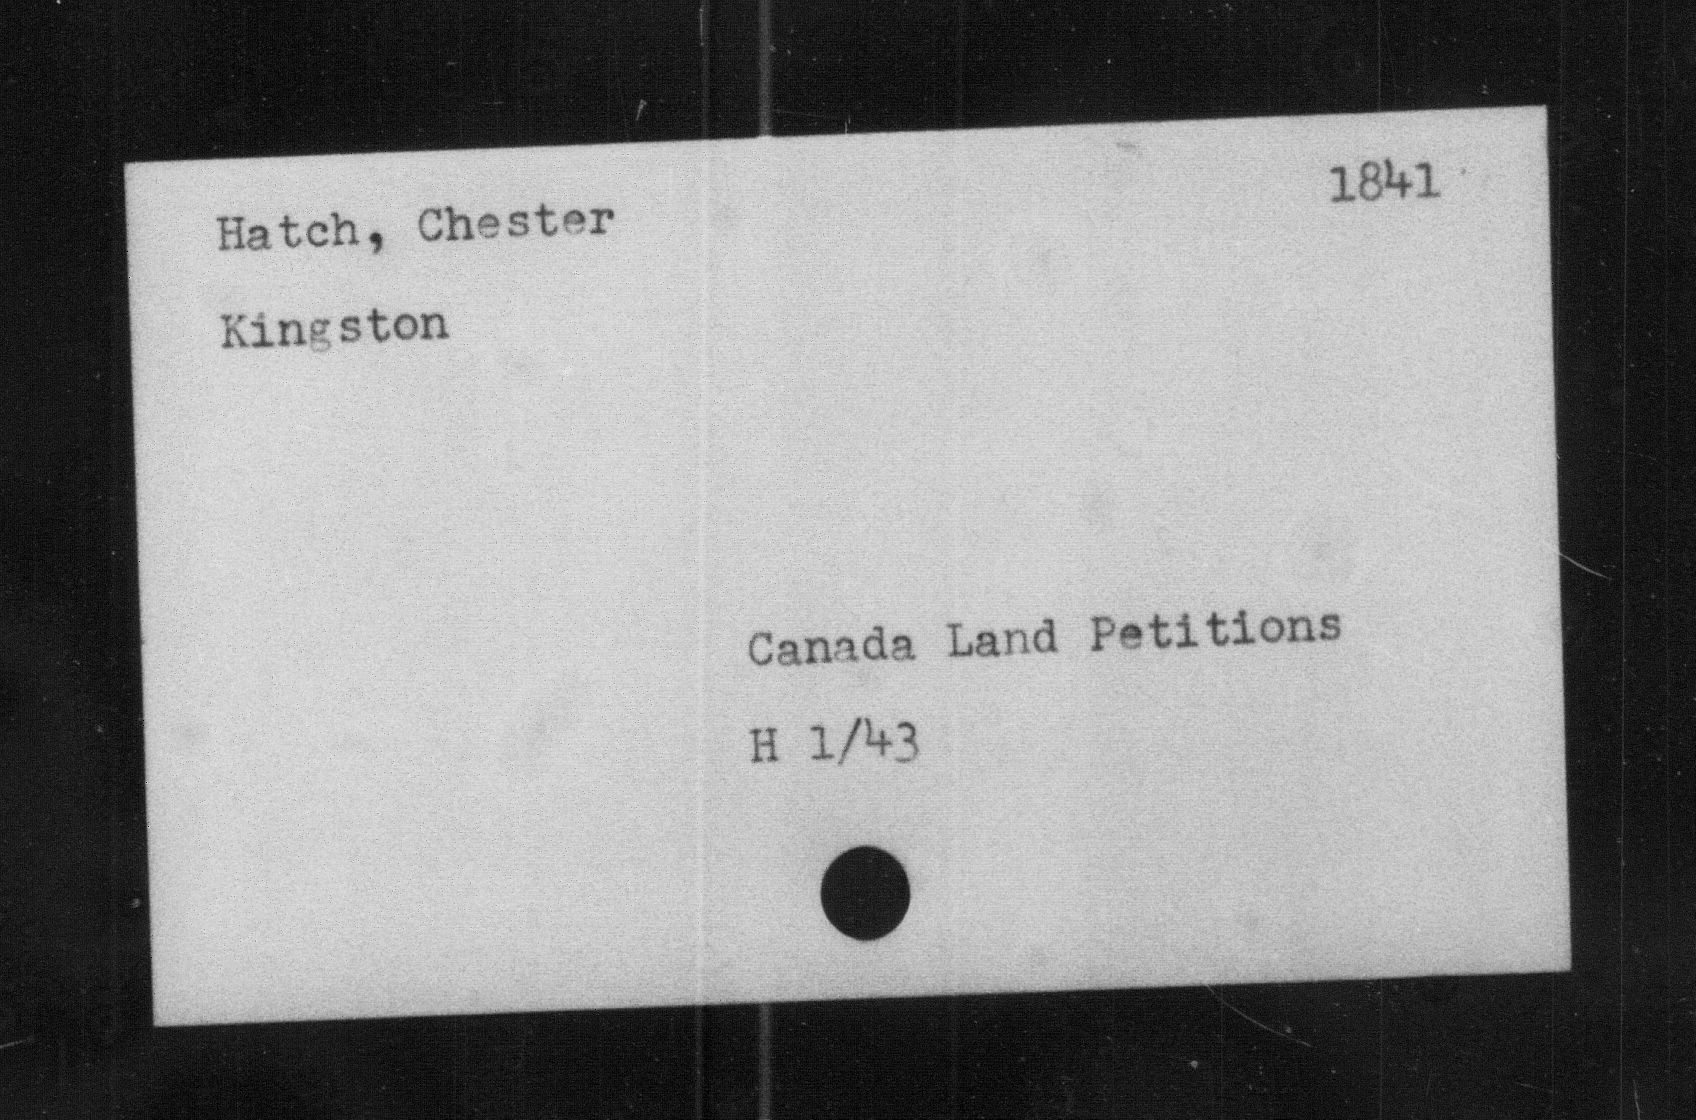 Hatch, Chester 1841
Kingston
Canada Land Petitions
H 1/43